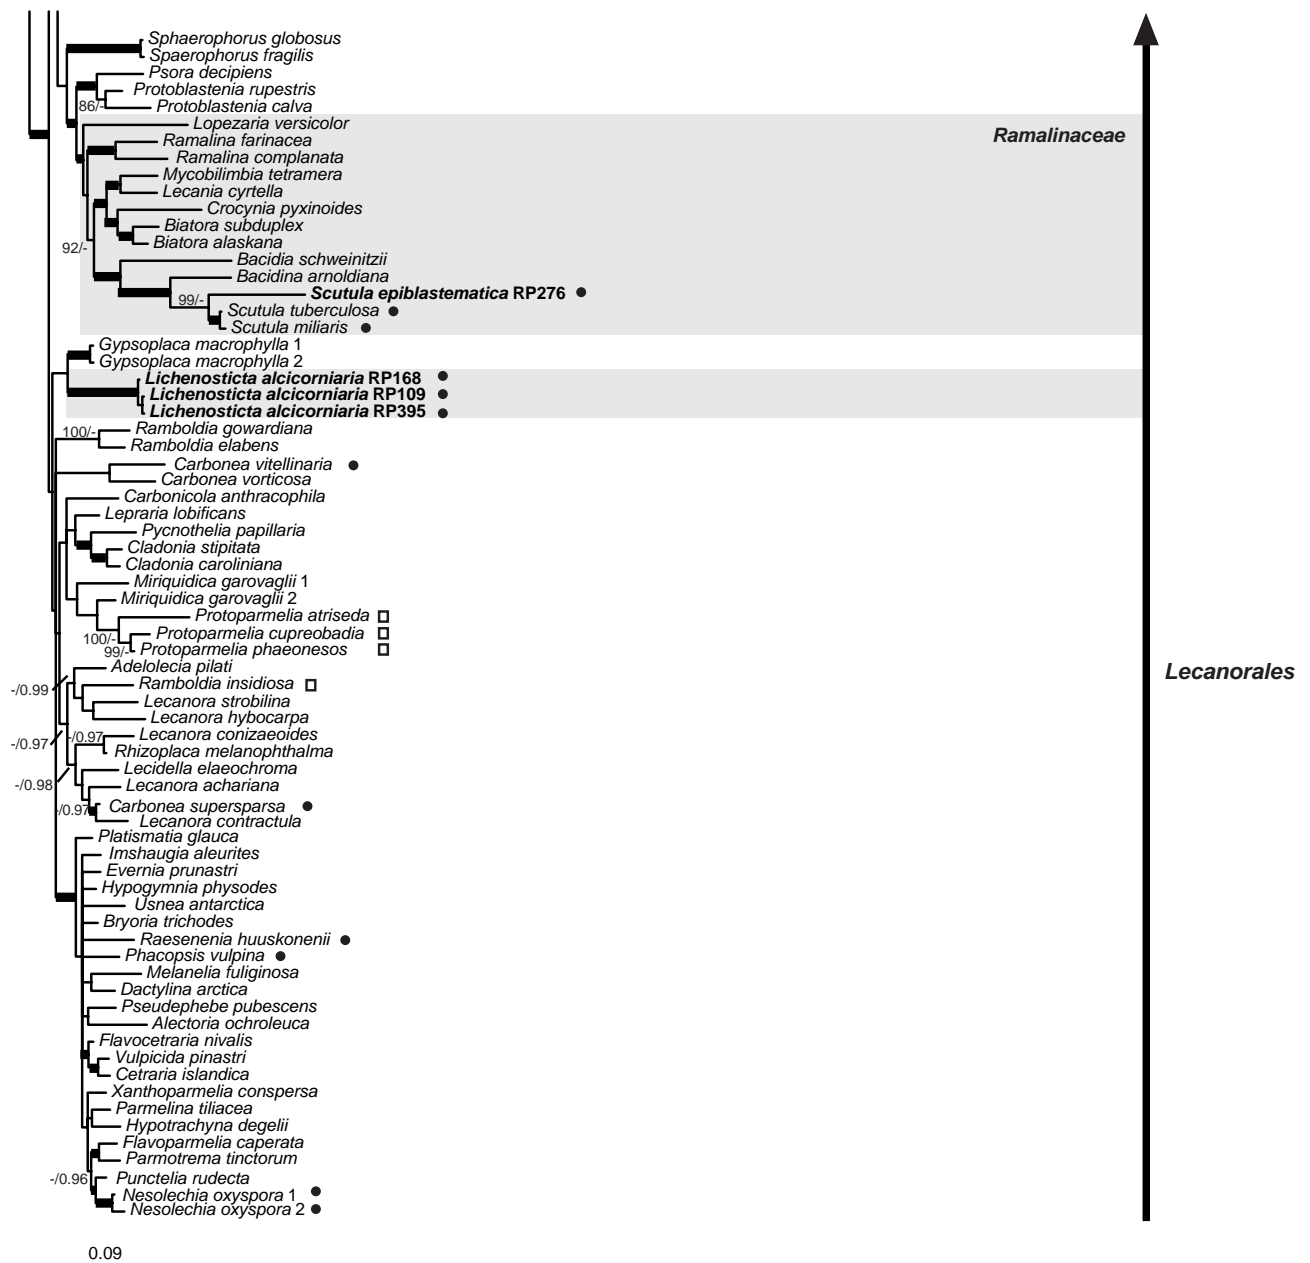 Sphaerophorus globosus
Spaerophorus fragilis
Psora decipiens
Protoblastenia rupestris
86/-
Protoblastenia calva
Lopezaria versicolor
Ramalinaceae
Ramalina farinacea
Ramalina complanata
Mycobilimbia tetramera
Lecania cyrtella
Crocynia pyxinoides
Biatora subduplex
92/-
Biatora alaskana
Bacidia schweinitzii
Bacidina arnoldiana
99/-
Scutula epiblastematica RP276
Scutula tuberculosa
Scutula miliaris
Gypsoplaca macrophylla 1
Gypsoplaca macrophylla 2
Lichenosticta alcicorniaria RP168
Lichenosticta alcicorniaria RP109
Lichenosticta alcicorniaria RP395
100/-
Ramboldia gowardiana
Ramboldia elabens
Carbonea vitellinaria
Carbonea vorticosa
Carbonicola anthracophila
Lepraria lobificans
Pycnothelia papillaria
Cladonia stipitata
Cladonia caroliniana
Miriquidica garovaglii 1
Miriquidica garovaglii 2
Protoparmelia atriseda
100/-
Protoparmelia cupreobadia
99/-
Protoparmelia phaeonesos
Adelolecia pilati
Lecanorales
-/0.99
Ramboldia insidiosa
Lecanora strobilina
Lecanora hybocarpa
-/0.97
-/0.97
Lecanora conizaeoides
Rhizoplaca melanophthalma
Lecidella elaeochroma
-/0.98
Lecanora achariana
-/0.97
Carbonea supersparsa
Lecanora contractula
Platismatia glauca
Imshaugia aleurites
Evernia prunastri
Hypogymnia physodes
Usnea antarctica
Bryoria trichodes
Raesenenia huuskonenii
Phacopsis vulpina
Melanelia fuliginosa
Dactylina arctica
Pseudephebe pubescens
Alectoria ochroleuca
Flavocetraria nivalis
Vulpicida pinastri
Cetraria islandica
Xanthoparmelia conspersa
Parmelina tiliacea
Hypotrachyna degelii
Flavoparmelia caperata
Parmotrema tinctorum
-/0.96
Punctelia rudecta
Nesolechia oxyspora 1
Nesolechia oxyspora 2
0.09